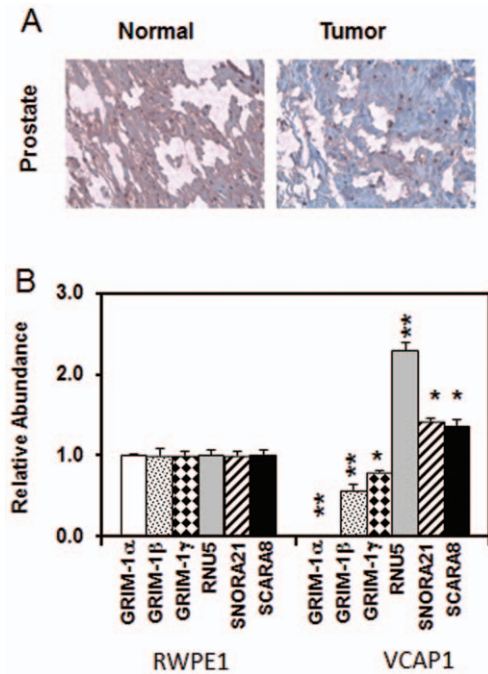 A
Normal Tumor
Prostate
B
Relative Abundance
3.0
2.0
1.0
0.0
** ** * ** * *
GRIM-1α GRIM-1β GRIM-1γ RNU5 SNORA21 SCARA8 GRIM-1α GRIM-1β GRIM-1γ RNU5 SNORA21 SCARA8
RWPE1 VCAP1